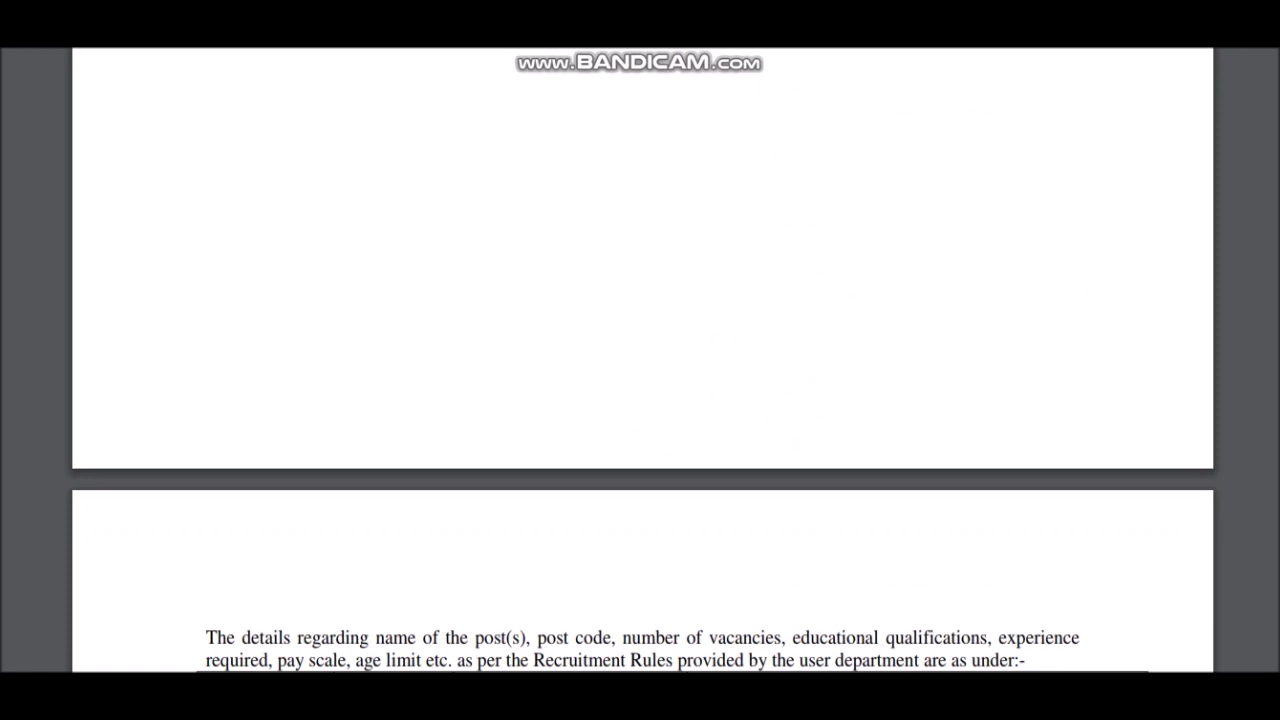 www.BANDICAM.com
The details regarding name of the post(s), post code, number of vacancies, educational qualifications, experience
required, pay scale, age limit etc. as per the Recruitment Rules provided by the user department are as under:-